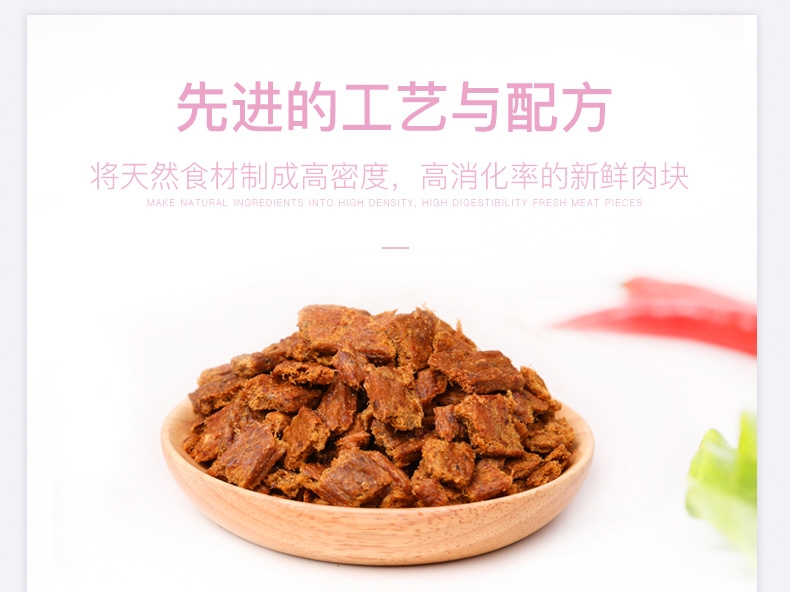 先进的工艺与配方
将天然食材制成高密度，高消化率的新鲜肉块
MAKE NATURAL INGREDIENTS INTO HIGH DENSITY, HIGH DIGESTIBILITY FRESH MEAT PIECES